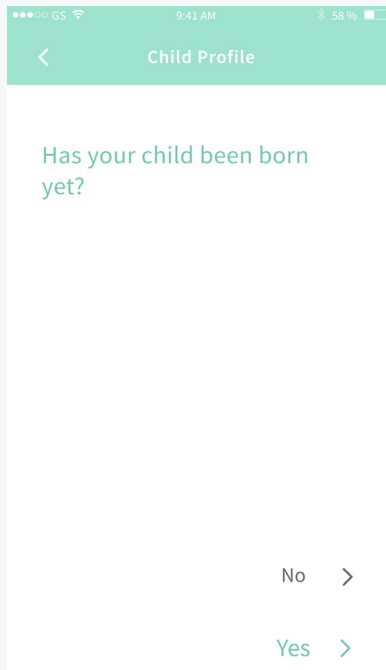 GS 9:41 AM 58 %
Child Profile
Has your child been born
yet?
No
Yes